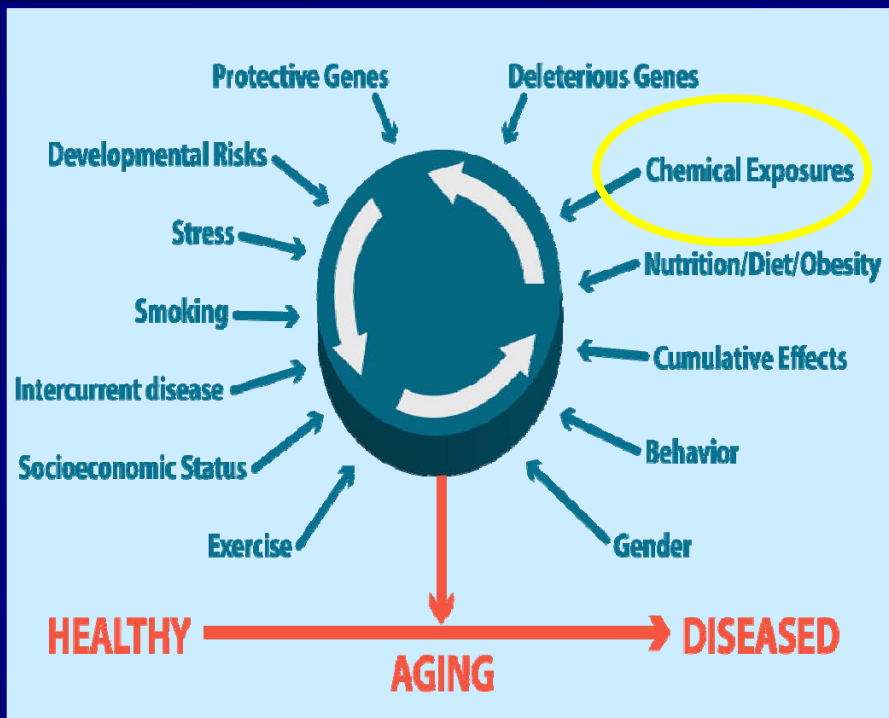 Protective Genes
Deleterious Genes
Developmental Risks
Chemical Exposures
Stress
Nutrition/Diet/Obesity
Smoking
Cumulative Effects
Intercurrent disease
Behavior
Socioeconomic Status
Exercise
Gender
HEALTHY
DISEASED
AGING